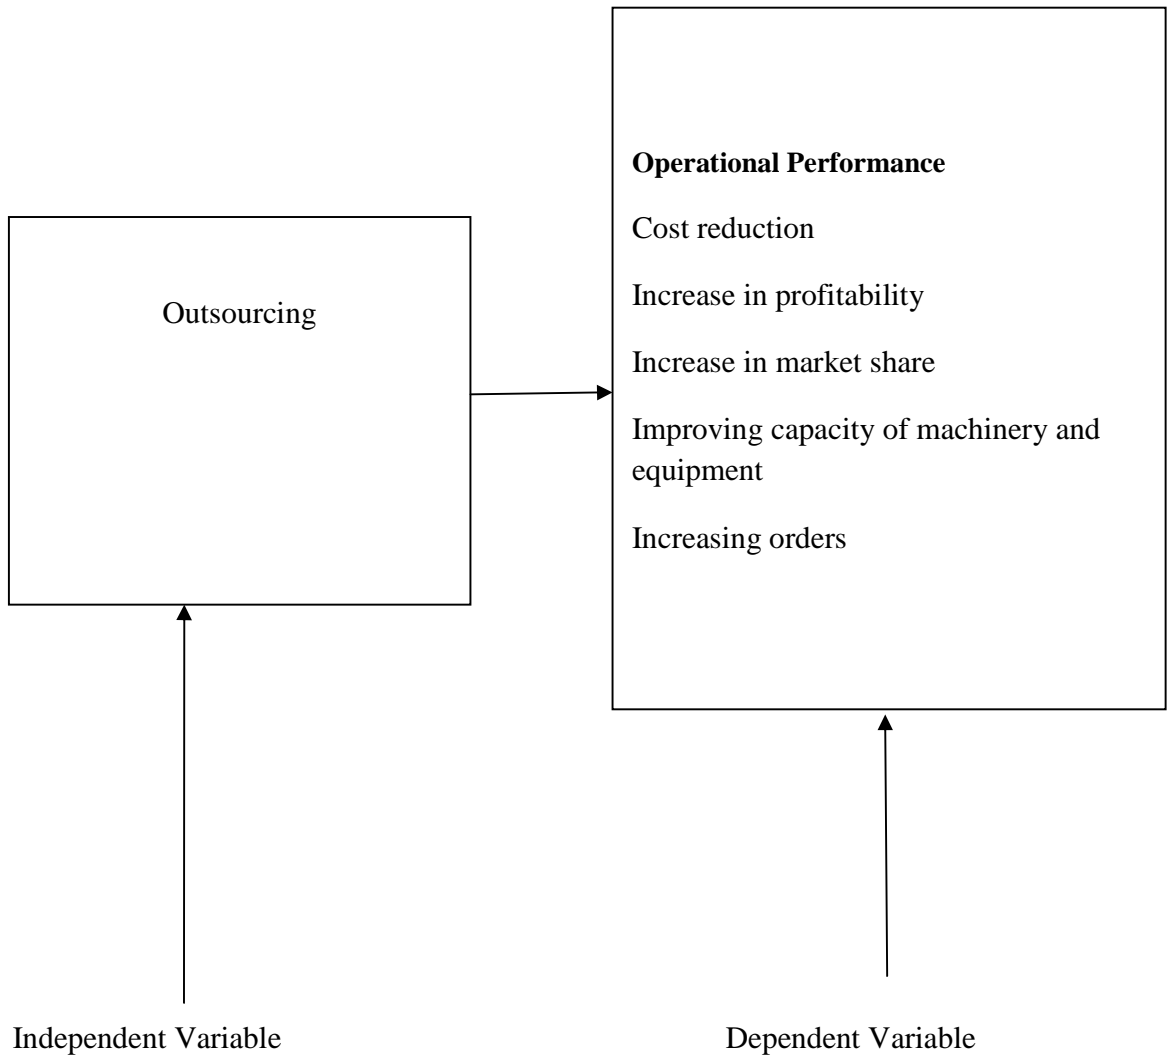 Outsourcing
Operational Performance
Cost reduction
Increase in profitability
Increase in market share
Improving capacity of machinery and
equipment
Increasing orders
Independent Variable
Dependent Variable